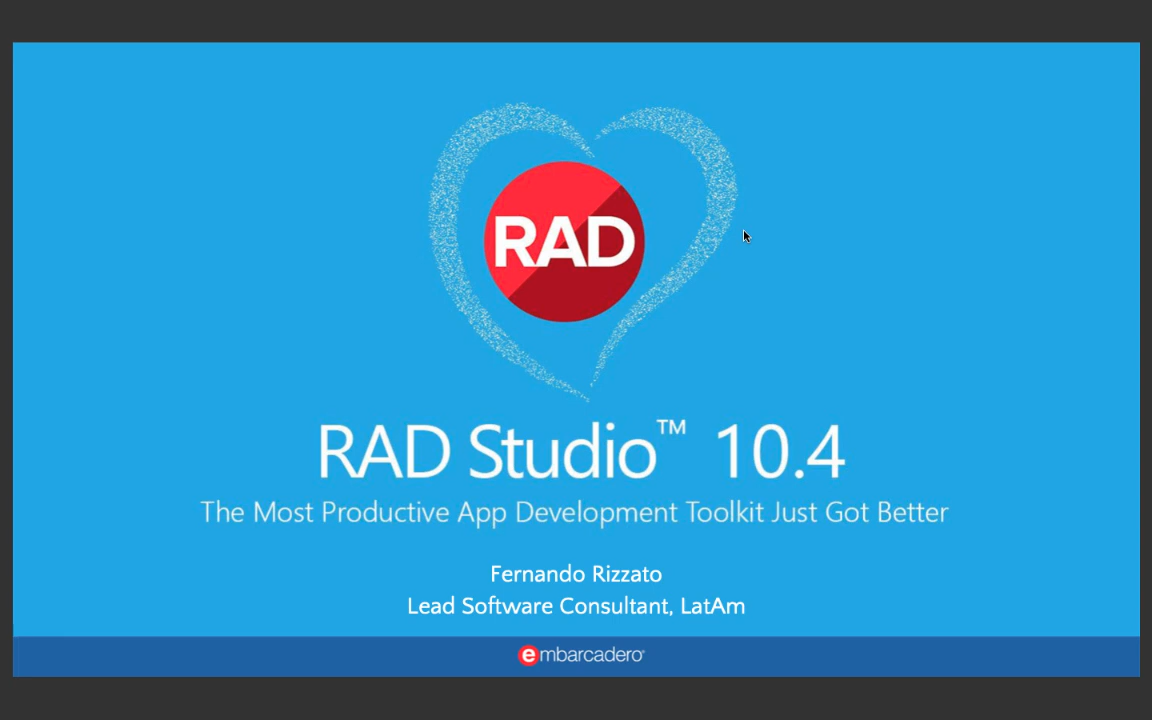 RAD
RAD Studio™ 10.4
The Most Productive App Development Toolkit Just Got Better
Fernando Rizzato
Lead Software Consultant, LatAm
embarcadero®